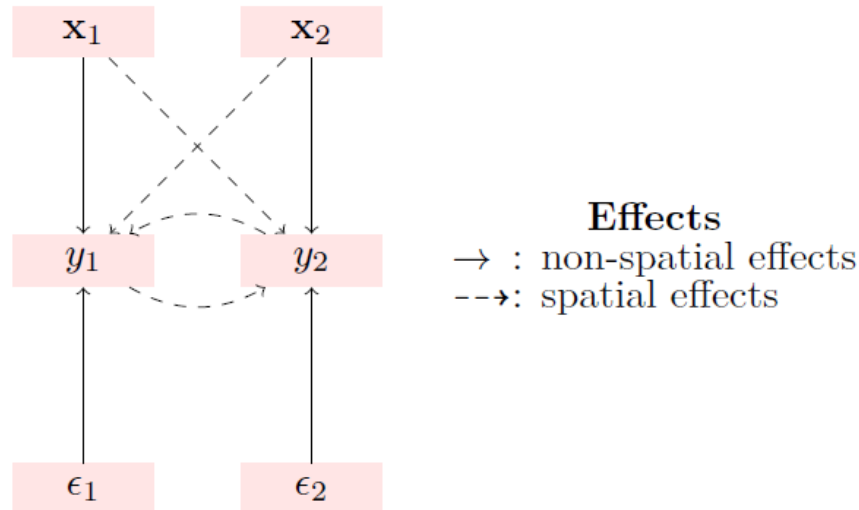 x₁ x₂
y₁ y₂
Effects
→ : non-spatial effects
--→: spatial effects
ϵ₁ ϵ₂